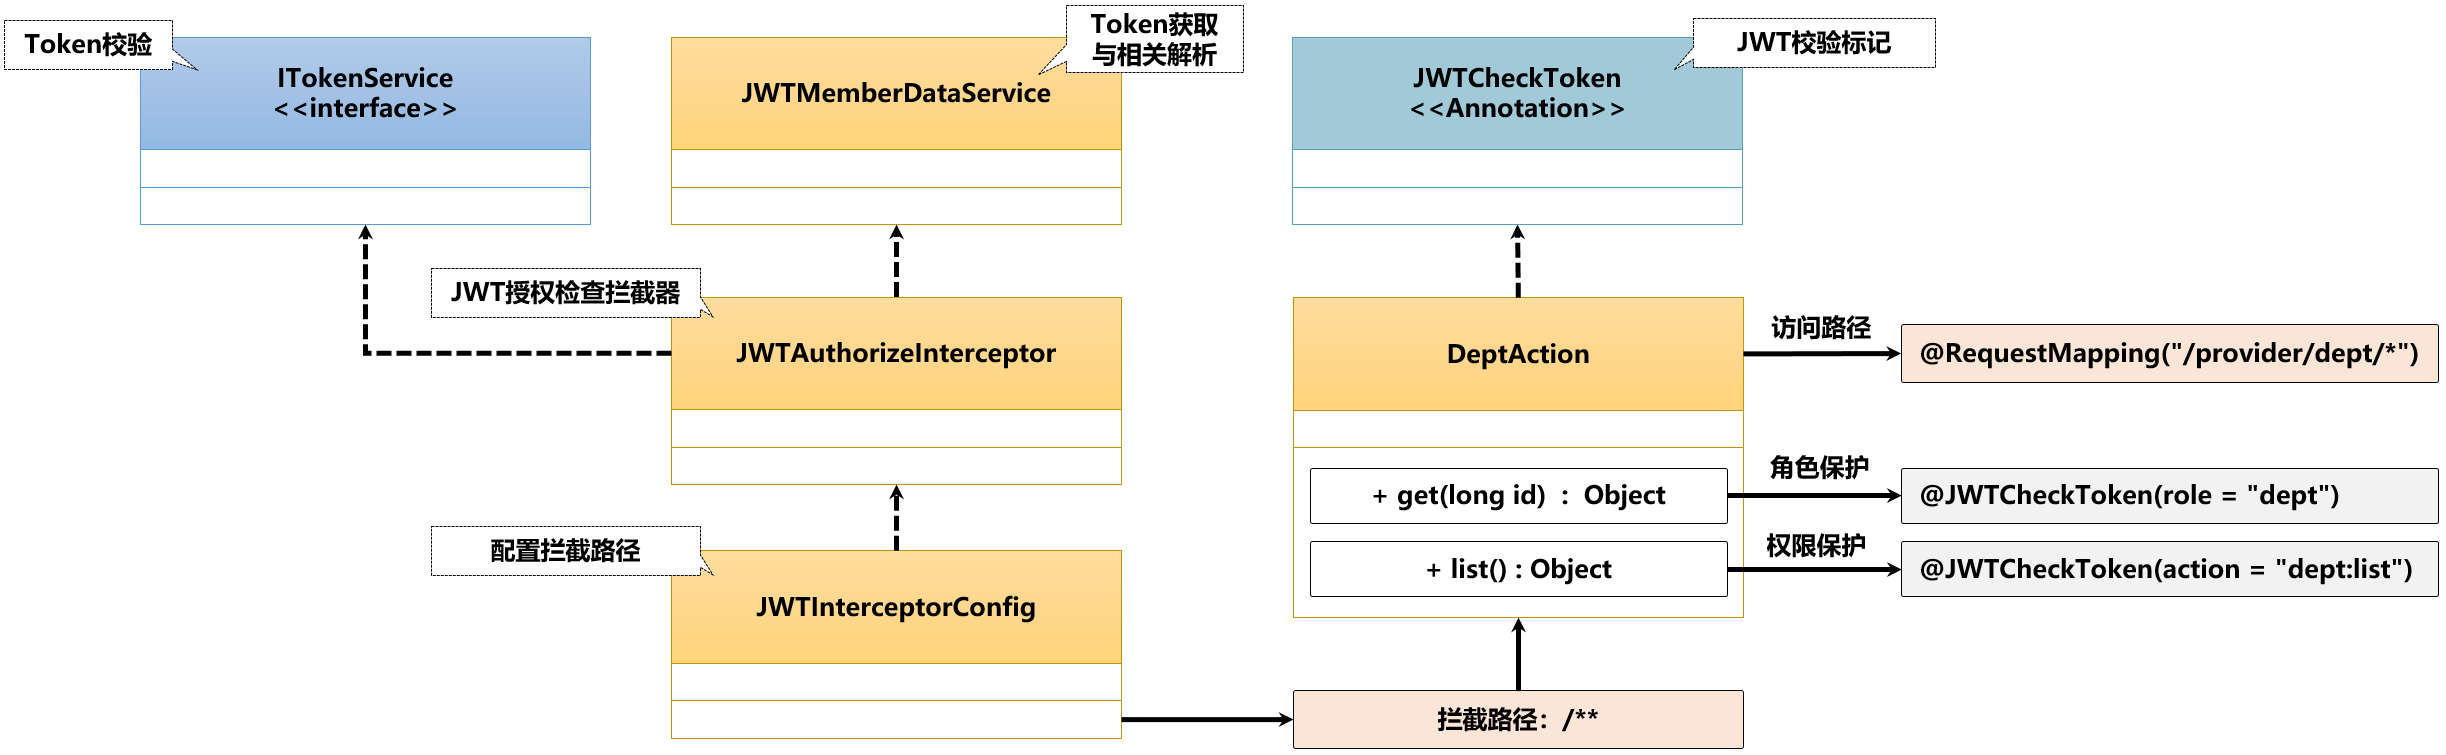 Token校验
ITokenService
<<interface>>
Token获取
与相关解析
JWTMemberDataService
JWT校验标记
JWTCheckToken
<<Annotation>>
JWT授权检查拦截器
JWTAuthorizeInterceptor
DeptAction
访问路径
@RequestMapping("/provider/dept/*")
+ get(long id) : Object
角色保护
@JWTCheckToken(role = "dept")
+ list() : Object
权限保护
@JWTCheckToken(action = "dept:list")
配置拦截路径
JWTInterceptorConfig
拦截路径：/**